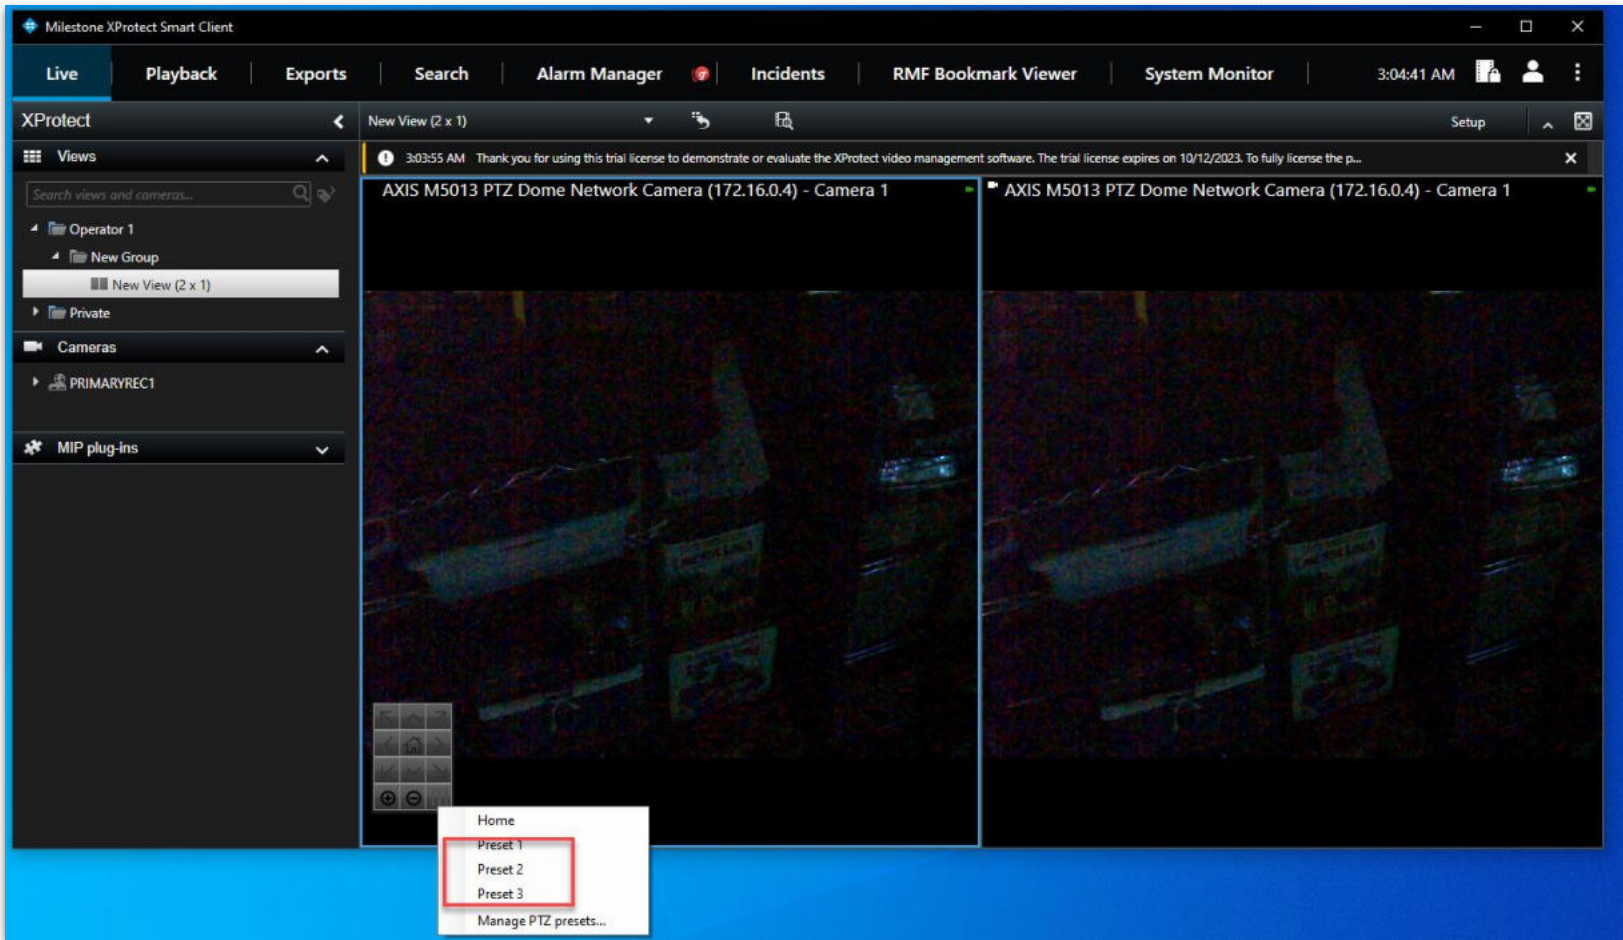 Milestone XProtect Smart Client
Live Playback Exports Search Alarm Manager 9 Incidents RMF Bookmark Viewer System Monitor 3:04:41 AM
XProtect
New View (2 x 1)
Setup
Views
3:03:55 AM Thank you for using this trial license to demonstrate or evaluate the XProtect video management software. The trial license expires on 10/12/2023. To fully license the p...
Search views and cameras...
AXIS M5013 PTZ Dome Network Camera (172.16.0.4) - Camera 1
AXIS M5013 PTZ Dome Network Camera (172.16.0.4) - Camera 1
Operator 1
New Group
New View (2 x 1)
Private
Cameras
PRIMARYREC1
MIP plug-ins
Home
Preset 1
Preset 2
Preset 3
Manage PTZ presets...